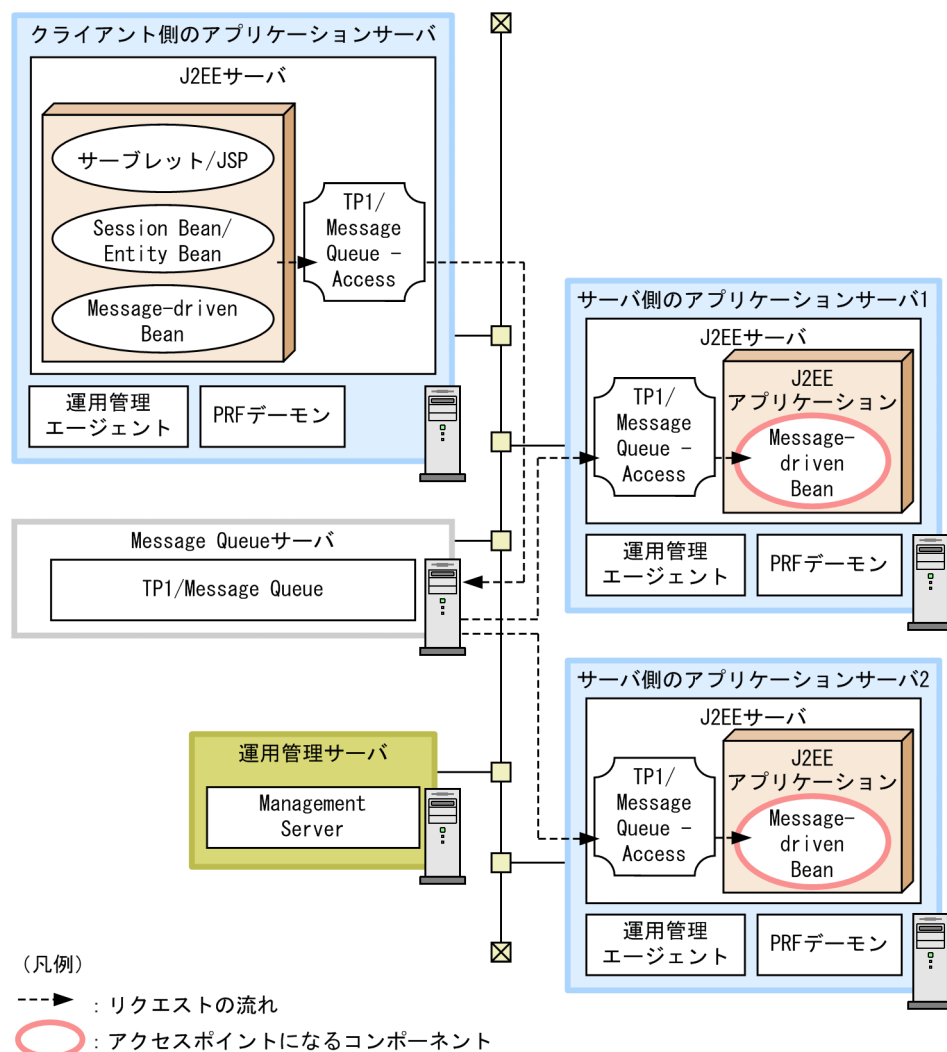 クライアント側のアプリケーションサーバ
J2EEサーバ
サーブレット/JSP
Session Bean/
Entity Bean
Message-driven
Bean
TP1/
Message
Queue -
Access
運用管理
エージェント
PRFデーモン
Message Queueサーバ
TP1/Message Queue
運用管理サーバ
Management
Server
サーバ側のアプリケーションサーバ1
J2EEサーバ
TP1/
Message
Queue -
Access
J2EE
アプリケーション
Message-
driven
Bean
運用管理
エージェント
PRFデーモン
サーバ側のアプリケーションサーバ2
J2EEサーバ
TP1/
Message
Queue -
Access
J2EE
アプリケーション
Message-
driven
Bean
運用管理
エージェント
PRFデーモン
(凡例)
:リクエストの流れ
:アクセスポイントになるコンポーネント